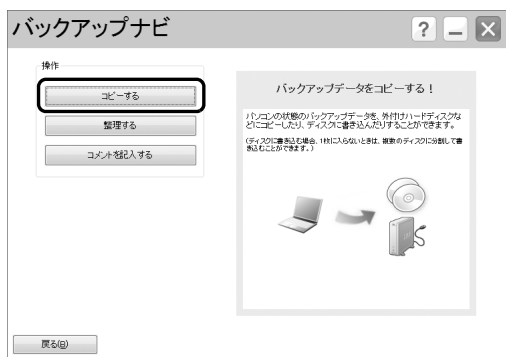 バックアップナビ
?
操作
コピーする
整理する
コメントを記入する
バックアップデータをコピーする！
パソコンの状態のバックアップデータを、外付けハードディスクな
どにコピーしたり、ディスクに書き込んだりすることができます。
(ディスクに書き込む場合、1枚に入らないときは、複数のディスクに分割して書
き込むことができます。)
戻る(B)